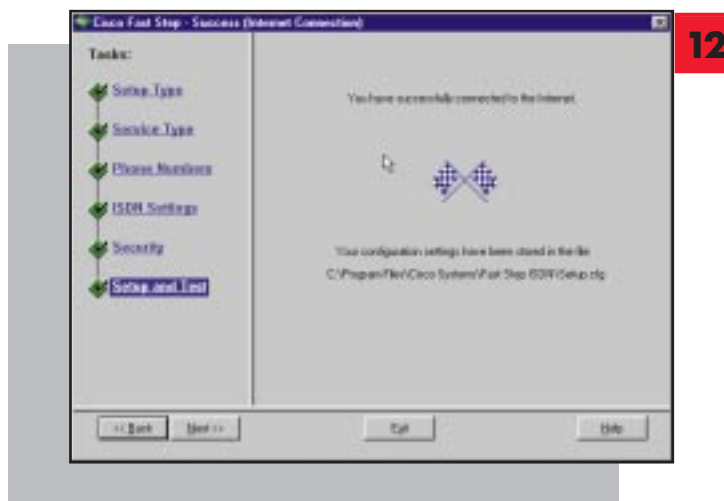 Cisco Fast Step - Success (Internet Connection)
12
Tasks:
Setup Type
Service Type
Phone Numbers
ISDN Settings
Security
Setup and Test
You have successfully connected to the Internet.
Your configuration settings have been stored in the file
C:\Program Files\Cisco Systems\Fast Step ISDN\Setup.cfg
<< Back
Next >>
Exit
Help